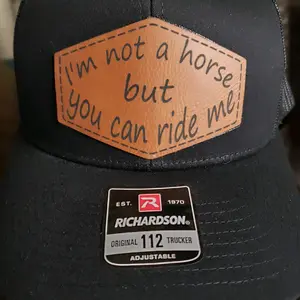 I'm not a horse
but
you can ride me
EST. R 1970
RICHARDSON®
ORIGINAL 112 TRUCKER
ADJUSTABLE